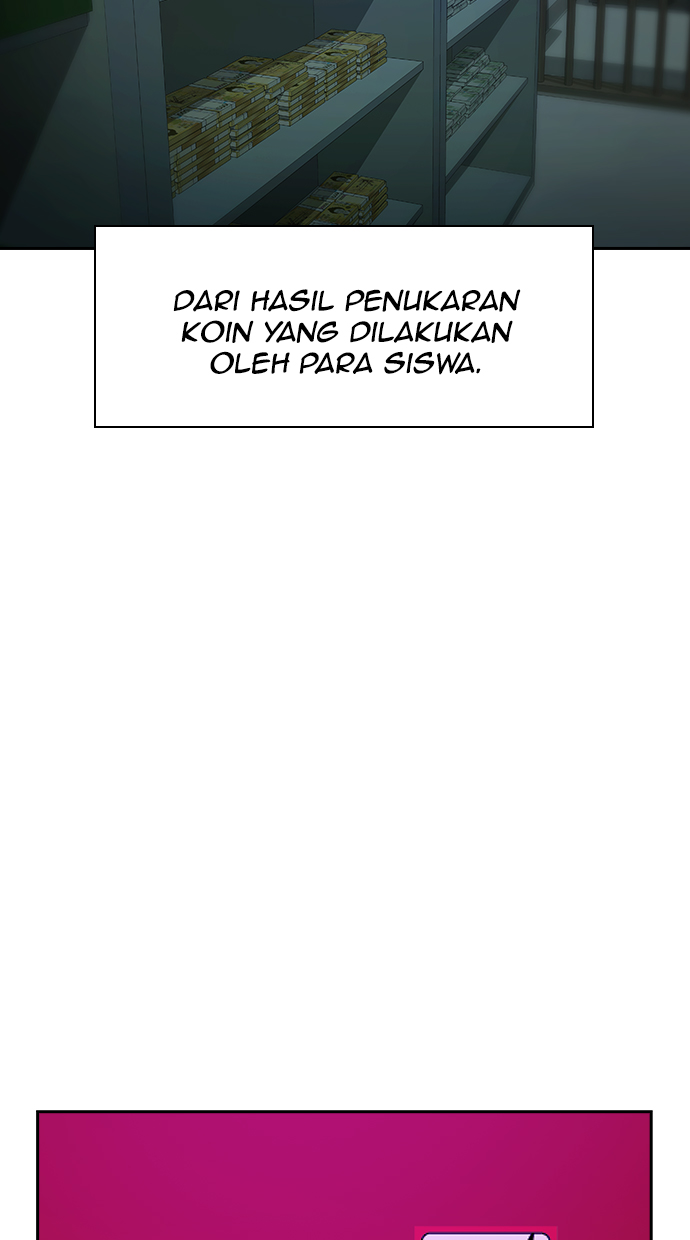 DARI HASIL PENUKARAN
KOIN YANG DILAKUKAN
OLEH PARA SISWA.